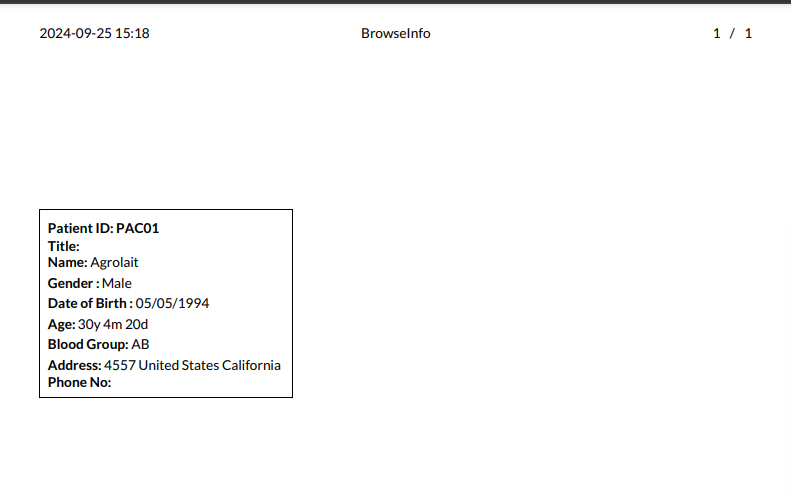 2024-09-25 15:18 BrowseInfo 1 / 1
Patient ID: PAC01
Title:
Name: Agrolait
Gender : Male
Date of Birth : 05/05/1994
Age: 30y 4m 20d
Blood Group: AB
Address: 4557 United States California
Phone No: